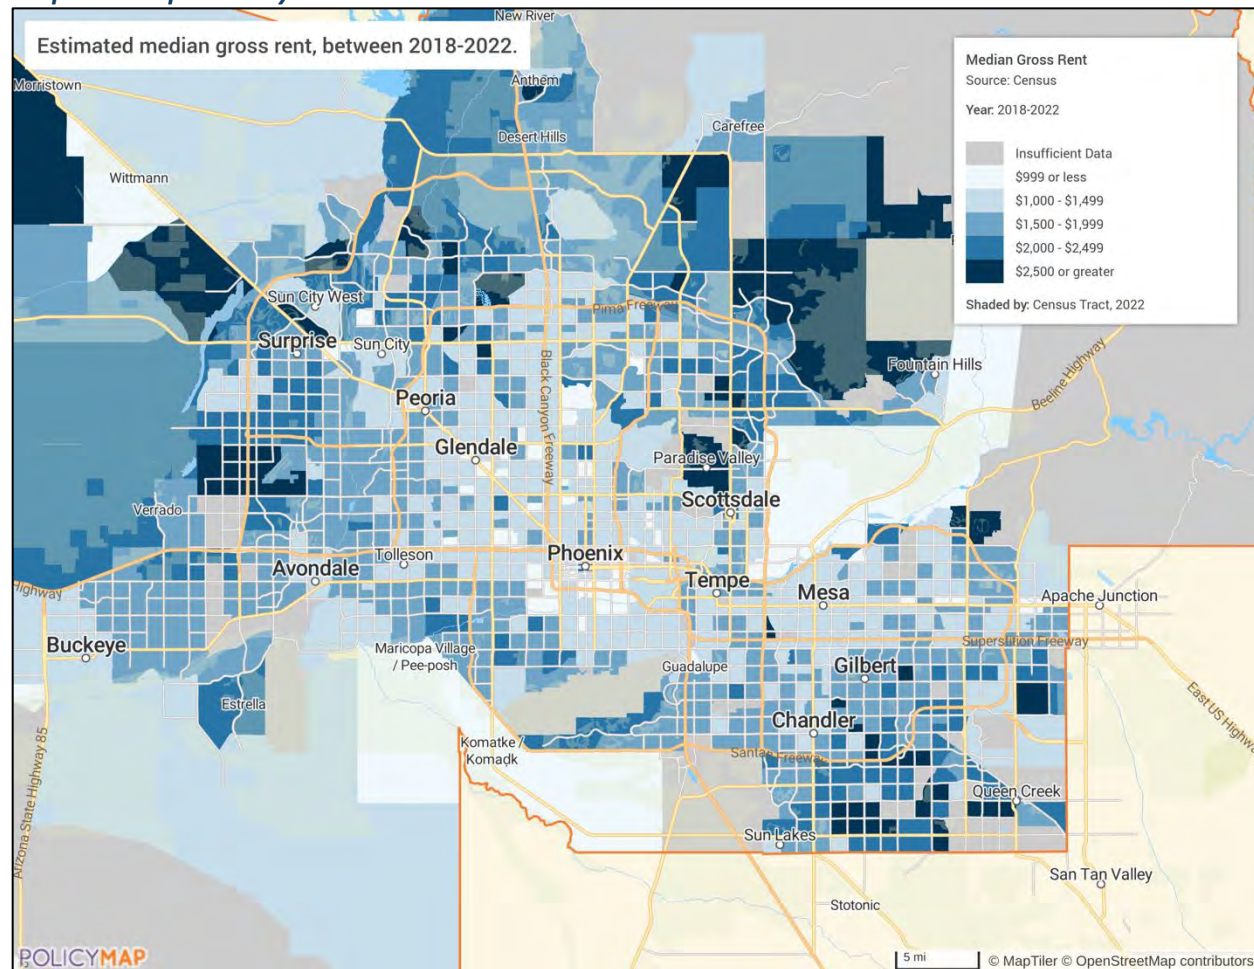 Estimated median gross rent, between 2018-2022.
Median Gross Rent
Source: Census
Year: 2018-2022
Insufficient Data
$999 or less
$1,000 - $1,499
$1,500 - $1,999
$2,000 - $2,499
$2,500 or greater
Shaded by: Census Tract, 2022
New River
Morristown
Anthem
Carefree
Desert Hills
Wittmann
Sun City West
Pima Freeway
Surprise
Sun City
Black Canyon Freeway
Fountain Hills
Beeline Highway
Peoria
Glendale
Paradise Valley
Scottsdale
Verrado
Phoenix
Tolleson
Avondale
Tempe
Mesa
Apache Junction
Highway
Superstition Freeway
Buckeye
Maricopa Village
/ Pee-posh
Guadalupe
Gilbert
East US Highway
Estrella
Chandler
Komatke /
Komadk
Santan Freeway
Arizona State Highway 85
Queen Creek
Sun Lakes
San Tan Valley
Stotonic
POLICYMAP
5 mi
© MapTiler © OpenStreetMap contributors